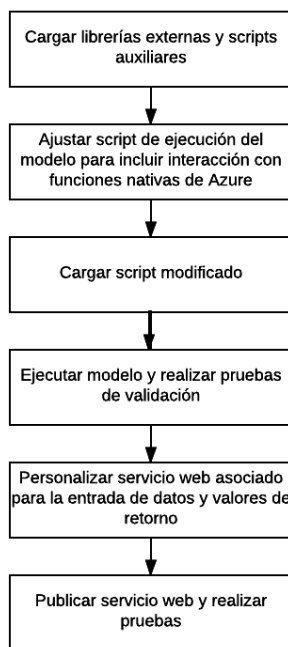 Cargar librerías externas y scripts
auxiliares
Ajustar script de ejecución del
modelo para incluir interacción con
funciones nativas de Azure
Cargar script modificado
Ejecutar modelo y realizar pruebas
de validación
Personalizar servicio web asociado
para la entrada de datos y valores de
retorno
Publicar servicio web y realizar
pruebas